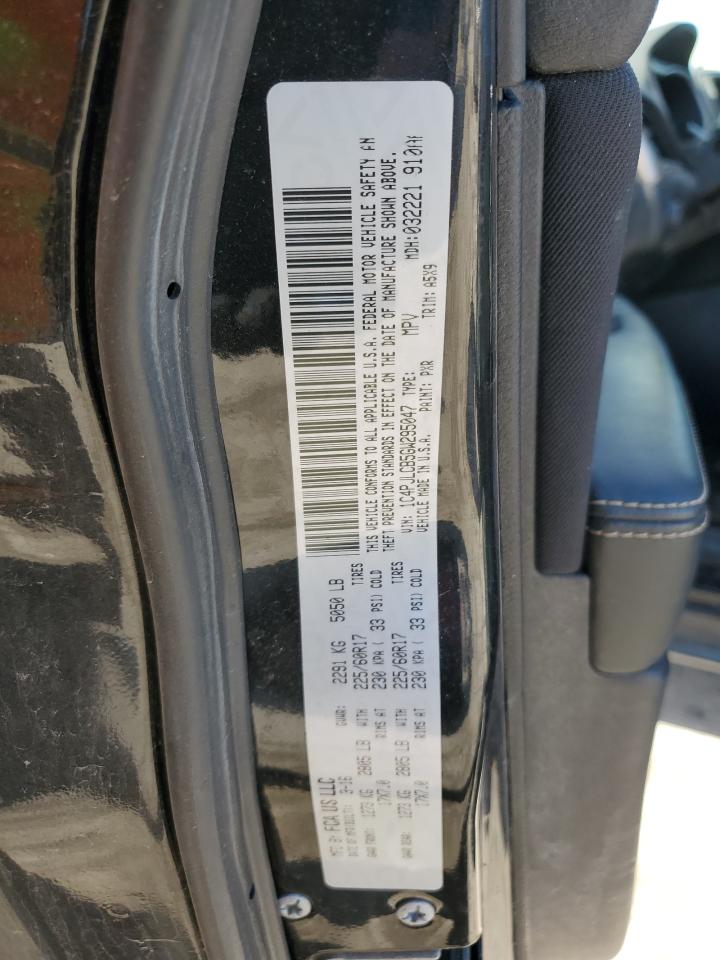 MFD BY: FCA US LLC
DATE OF MFD/BUILT: 3-16 GVWR: 2291 KG 5050 LB
GAWR FRONT: 1273 KG 2805 LB WITH 225/60R17 TIRES
17X7.0 RIMS AT 230 KPA ( 33 PSI) COLD
GAWR REAR: 1273 KG 2805 LB WITH 225/60R17 TIRES
17X7.0 RIMS AT 230 KPA ( 33 PSI) COLD
THIS VEHICLE CONFORMS TO ALL APPLICABLE U.S.A. FEDERAL MOTOR VEHICLE SAFETY AN
THEFT PREVENTION STANDARDS IN EFFECT ON THE DATE OF MANUFACTURE SHOWN ABOVE.
VIN: 1C4PJLCB5GW295047 TYPE: MPV MDH:032221 910
VEHICLE MADE IN U.S.A. PAINT: PXR TRIM: A5X9